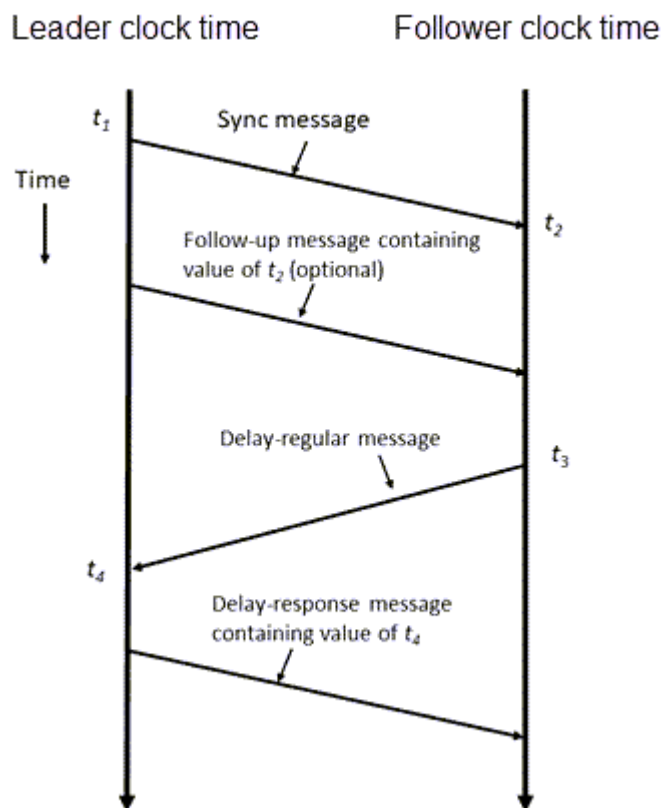 Leader clock time
Follower clock time
t1
Sync message
Time
t2
Follow-up message containing
value of t2 (optional)
Delay-regular message
t3
t4
Delay-response message
containing value of t4